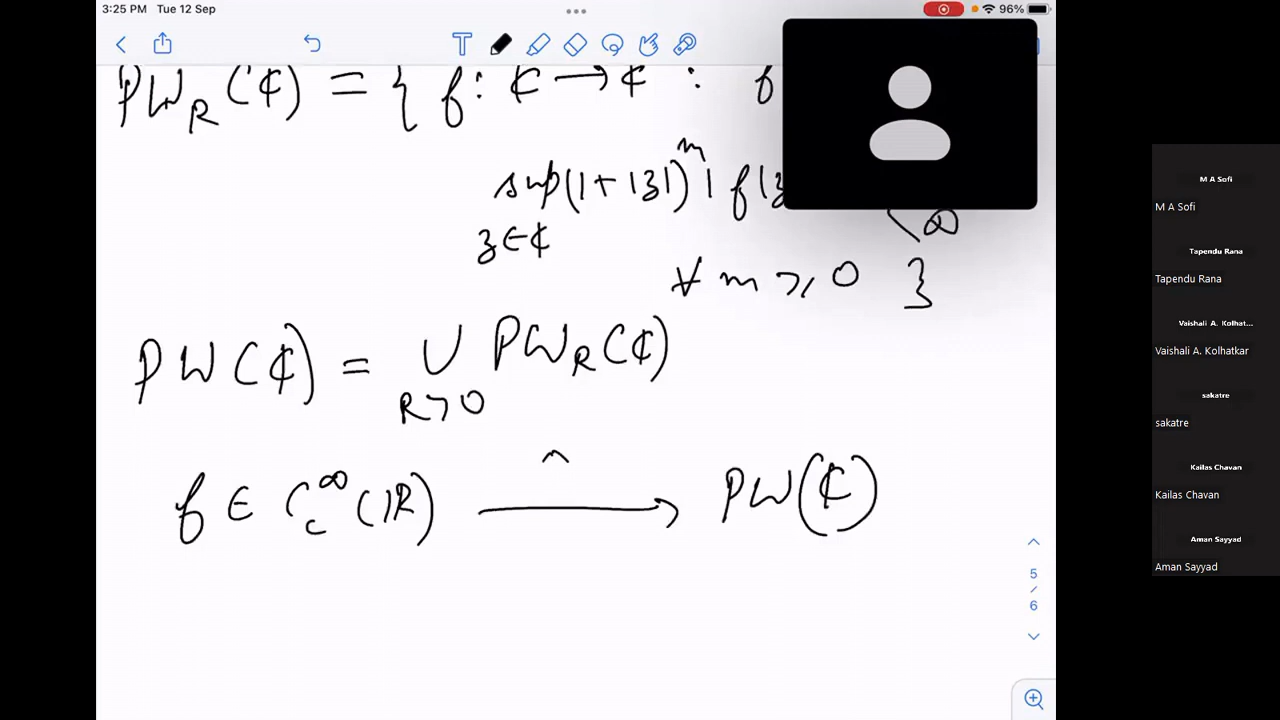 3:25 PM Tue 12 Sep
96%
PW_R(ℂ) = { f: ℂ → ℂ : f
sup(1+|z|)^m | f(z
z∈ℂ
< ∞
∀ m ≥ 0 }
PW(ℂ) = ∪ PW_R(ℂ)
R>0
^
f ∈ C_c^∞(ℝ) → PW(ℂ)
5
/
6
M A Sofi
M A Sofi
Tapendu Rana
Tapendu Rana
Vaishali A. Kolhat...
Vaishali A. Kolhatkar
sakatre
sakatre
Kailas Chavan
Kailas Chavan
Aman Sayyad
Aman Sayyad